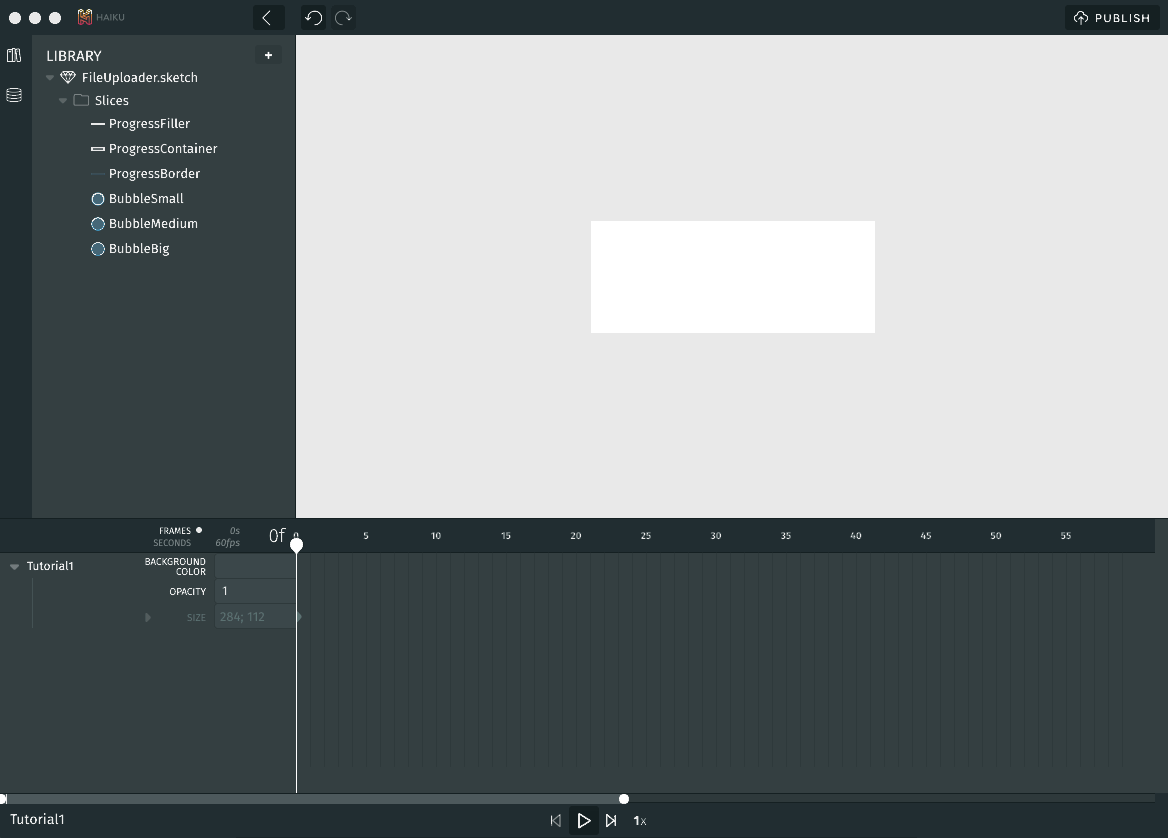 HAIKU
PUBLISH
LIBRARY
+
FileUploader.sketch
Slices
ProgressFiller
ProgressContainer
ProgressBorder
BubbleSmall
BubbleMedium
BubbleBig
FRAMES 0s 0f 0 5 10 15 20 25 30 35 40 45 50 55
SECONDS 60fps
Tutorial1
BACKGROUND
COLOR
OPACITY 1
SIZE 284; 112
Tutorial1 1x